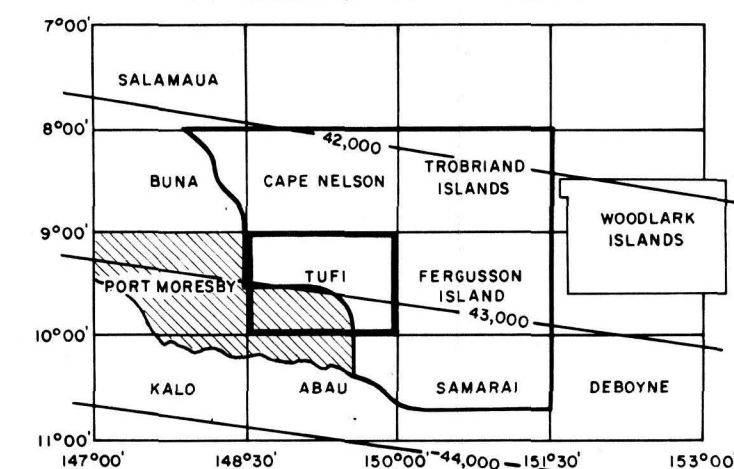 7°00'
SALAMAUA
8°00'
42,000
BUNA
CAPE NELSON
TROBRIAND
ISLANDS
9°00'
WOODLARK
ISLANDS
PORT MORESBY
TUFI
FERGUSSON
ISLAND
43,000
10°00'
KALO
ABAU
SAMARAI
DEBOYNE
11°00'
44,000
147°00'
148°30'
150°00'
151°30'
153°00'